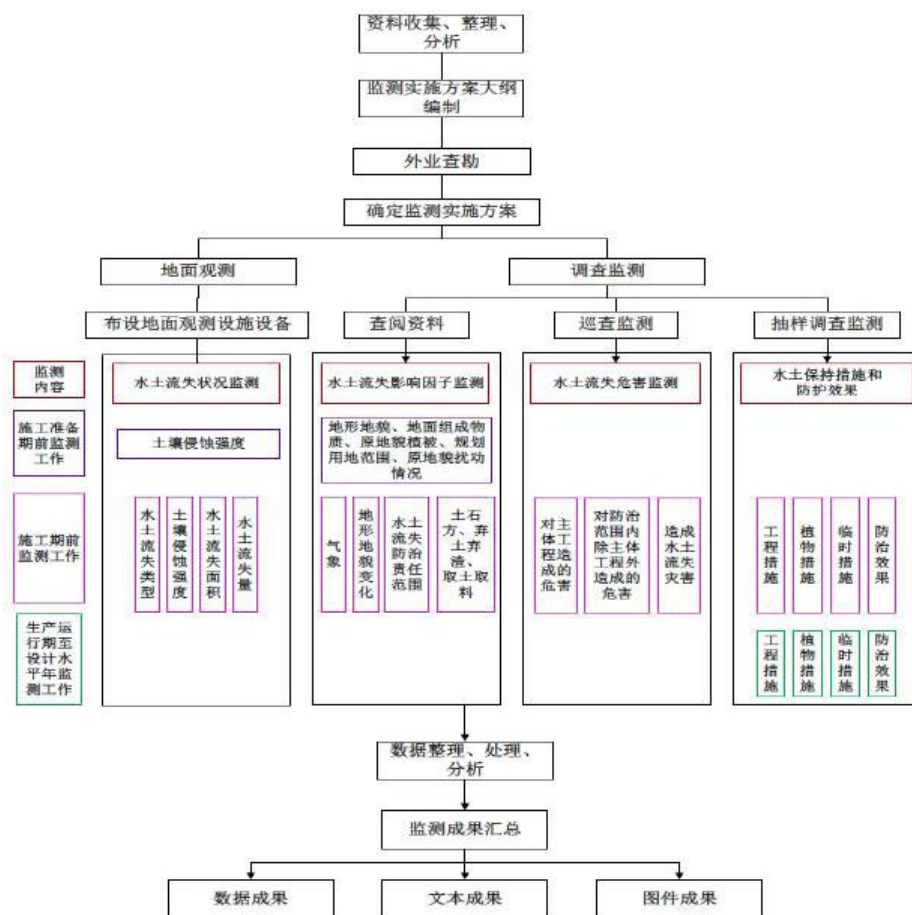 资料收集、整理、
分析
监测实施方案大纲
编制
外业查勘
确定监测实施方案
地面观测
调查监测
布设地面观测设施设备
查阅资料
巡查监测
抽样调查监测
监测
内容
水土流失状况监测
水土流失影响因子监测
水土流失危害监测
水土保持措施和
防护效果
施工准备
期前监测
工作
土壤侵蚀强度
地形地貌、地面组成物
质、原地貌植被、规划
用地范围、原地貌扰动
情况
施工期前
监测工作
水土流失类型
土壤侵蚀强度
水土流失面积
水土流失量
气象
地形地貌变化
水土
流失
防治
责任
范围
土石
方、弃
土弃
渣、
取土取
料
对主
体工
程造
成的
危害
对防治
范围内
除主体
工程外
造成的
危害
造成
水土
流失
灾害
工程措施
植物措施
临时措施
防治效果
生产运
行期至
设计水
平年监
测工作
工程措施
植物措施
临时措施
防治效果
数据整理、处理、
分析
监测成果汇总
数据成果
文本成果
图件成果